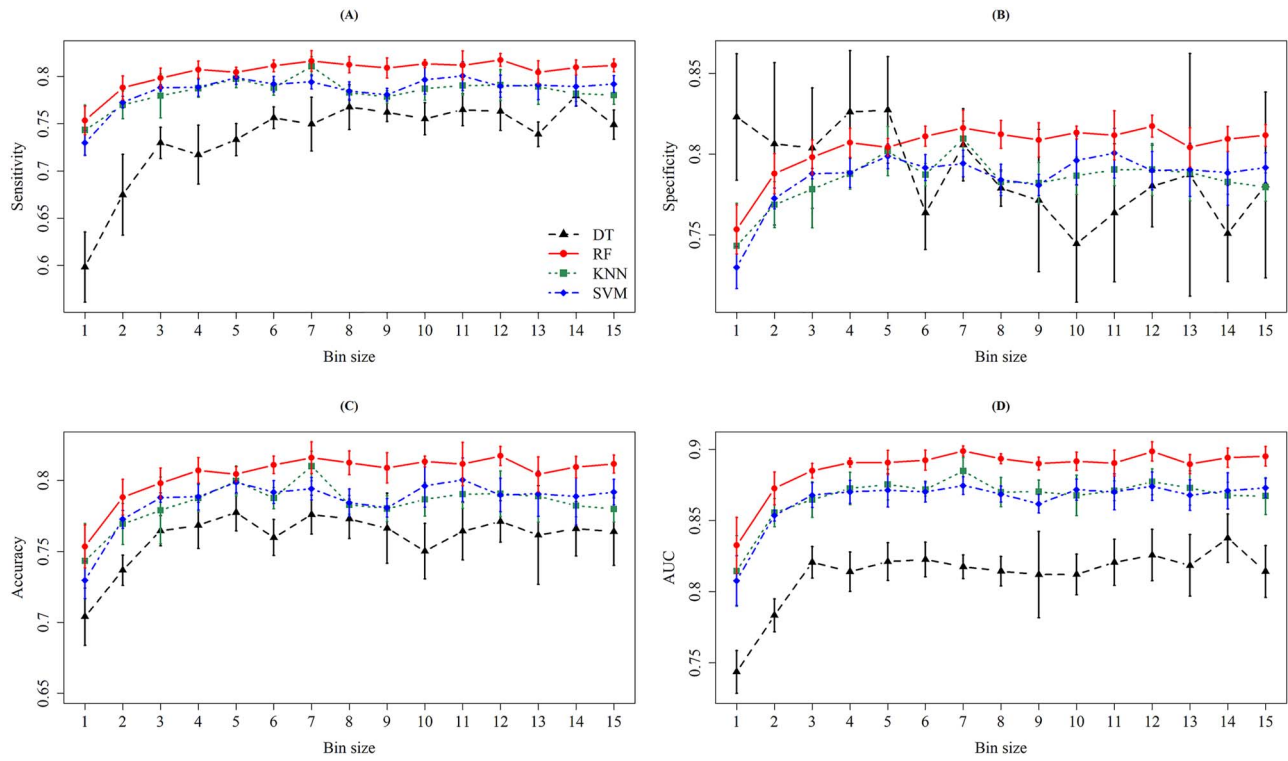 (A)
Sensitivity
0.8
0.75
0.7
0.65
0.6
DT
RF
KNN
SVM
1 2 3 4 5 6 7 8 9 10 11 12 13 14 15
Bin size
(B)
Specificity
0.85
0.8
0.75
1 2 3 4 5 6 7 8 9 10 11 12 13 14 15
Bin size
(C)
Accuracy
0.8
0.75
0.7
0.65
1 2 3 4 5 6 7 8 9 10 11 12 13 14 15
Bin size
(D)
AUC
0.9
0.85
0.8
0.75
1 2 3 4 5 6 7 8 9 10 11 12 13 14 15
Bin size